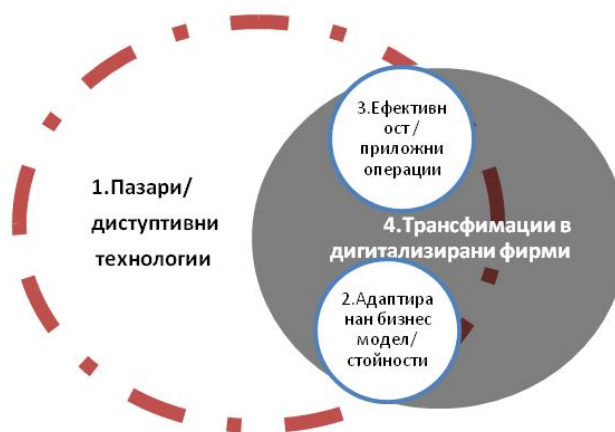 3.Ефективн
ост /
приложни
операции
1.Пазари/
диступтивни
технологии
4.Трансфимации в
дигитализирани фирми
2.Адаптира
нан бизнес
модел/
стойности